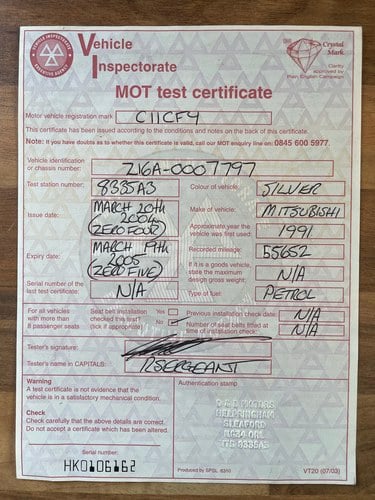 Vehicle
Inspectorate
Crystal
Mark
Clarity
approved by
Plain English Campaign
MOT test certificate
Motor vehicle registration mark C11CFY
This certificate has been issued according to the conditions and notes on the back of this certificate.
Note: If you have doubts as to whether this certificate is valid, call our MOT enquiry line on: 0845 600 5977.
Vehicle identification
or chassis number: Z16A-0007797
Test station number: 8335A3
Colour of vehicle: SILVER
Issue date: MARCH 20th
2004
(ZERO FOUR)
Make of vehicle: MITSUBISHI
Approximate year the
vehicle was first used: 1991
Expiry date: MARCH 19th
2005
(ZERO FIVE)
Recorded mileage: 55652
If it is a goods vehicle,
state the maximum
design gross weight: N/A
Serial number of the
last test certificate: N/A
Type of fuel: PETROL
For all vehicles
with more than
8 passenger seats
Seat belt installation
checked this test?
(tick if appropriate)
Yes
No
Previous installation check date: N/A
Number of seat belts fitted at
time of installation check: N/A
Tester's signature:
Tester's name in CAPITALS: P.SERGEANT
Warning
A test certificate is not evidence that the
vehicle is in a satisfactory mechanical condition.
Check
Check carefully that the above details are correct.
Do not accept a certificate which has been altered.
Authentication stamp
HELPRINGHAM
SLEAFORD
Serial number:
HK0106162
Produced by SPSL 6310
VT20 (07/03)